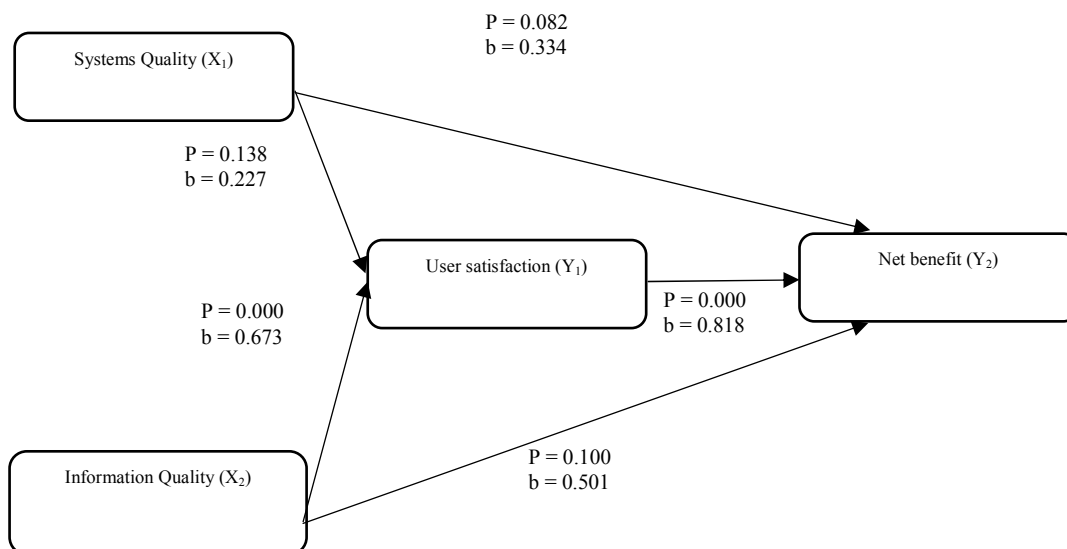 P = 0.082
b = 0.334
Systems Quality (X₁)
P = 0.138
b = 0.227
User satisfaction (Y₁)
Net benefit (Y₂)
P = 0.000
b = 0.673
P = 0.000
b = 0.818
Information Quality (X₂)
P = 0.100
b = 0.501